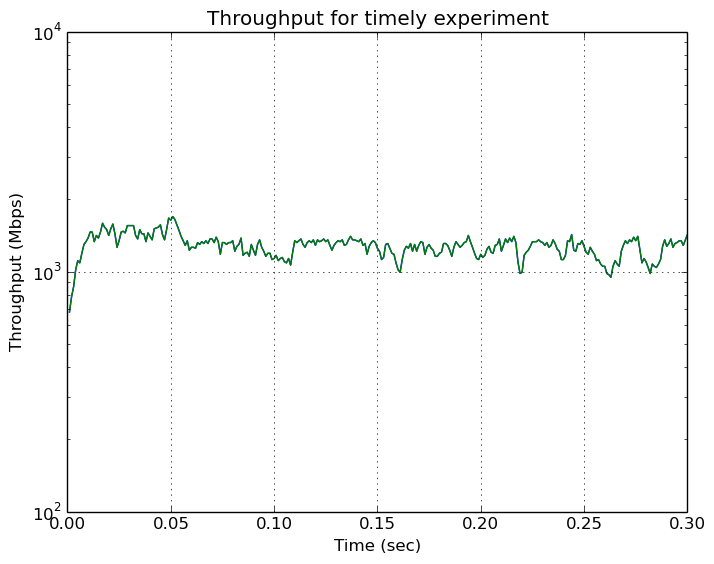 Throughput for timely experiment
10^4
10^3
10^2
Throughput (Mbps)
0.00 0.05 0.10 0.15 0.20 0.25 0.30
Time (sec)